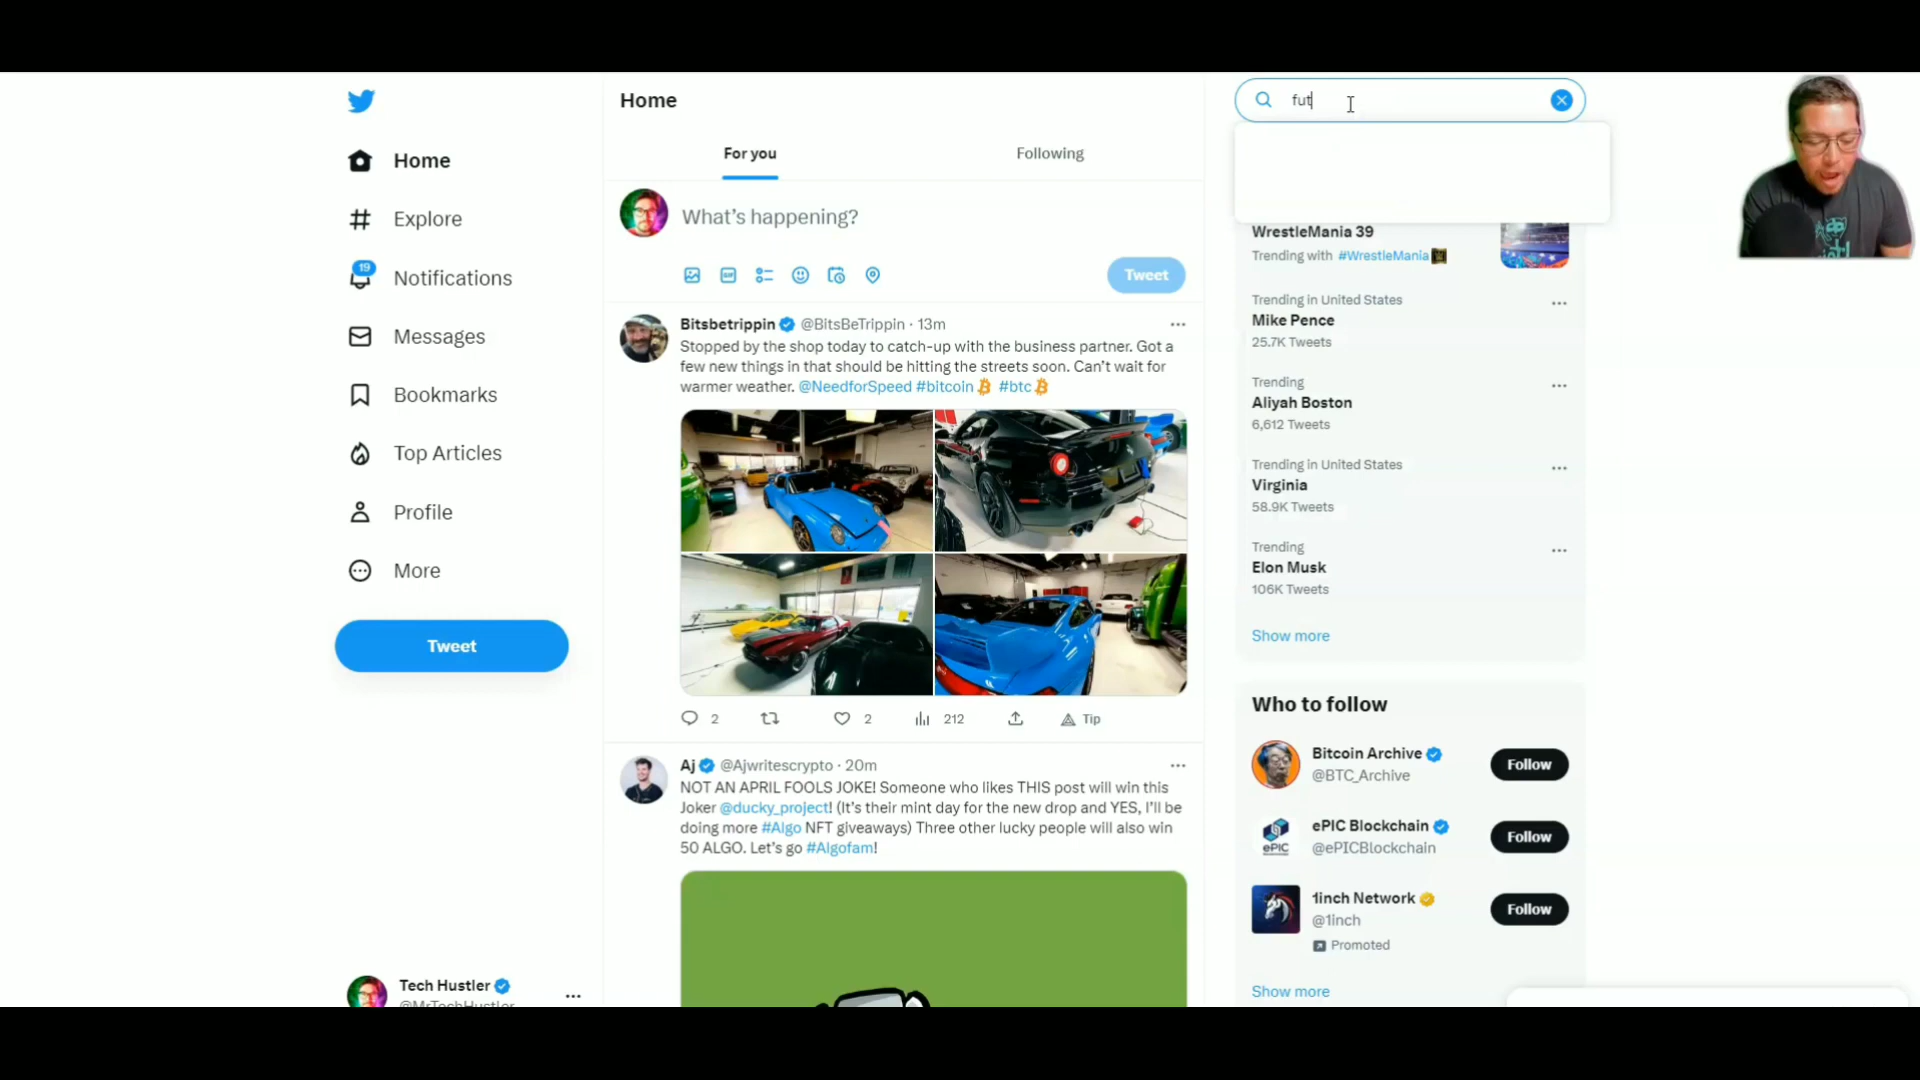 Home
Explore
19
Notifications
Messages
Bookmarks
Top Articles
Profile
More
Tweet
Tech Hustler
@MrTechHustler
Home
For you
Following
What's happening?
GIF
Tweet
Bitsbetrippin @BitsBeTrippin · 13m
Stopped by the shop today to catch-up with the business partner. Got a
few new things in that should be hitting the streets soon. Can't wait for
warmer weather. @NeedforSpeed #bitcoin #btc
2
2
212
Tip
Aj @Ajwritescrypto · 20m
NOT AN APRIL FOOLS JOKE! Someone who likes THIS post will win this
Joker @ducky_project! (It's their mint day for the new drop and YES, I'll be
doing more #Algo NFT giveaways) Three other lucky people will also win
50 ALGO. Let's go #Algofam!
fut
WrestleMania 39
Trending with #WrestleMania
Trending in United States
Mike Pence
25.7K Tweets
Trending
Aliyah Boston
6,612 Tweets
Trending in United States
Virginia
58.9K Tweets
Trending
Elon Musk
106K Tweets
Show more
Who to follow
Bitcoin Archive
@BTC_Archive
Follow
ePIC Blockchain
@ePICBlockchain
Follow
ePIC
1inch Network
@1inch
Promoted
Follow
Show more